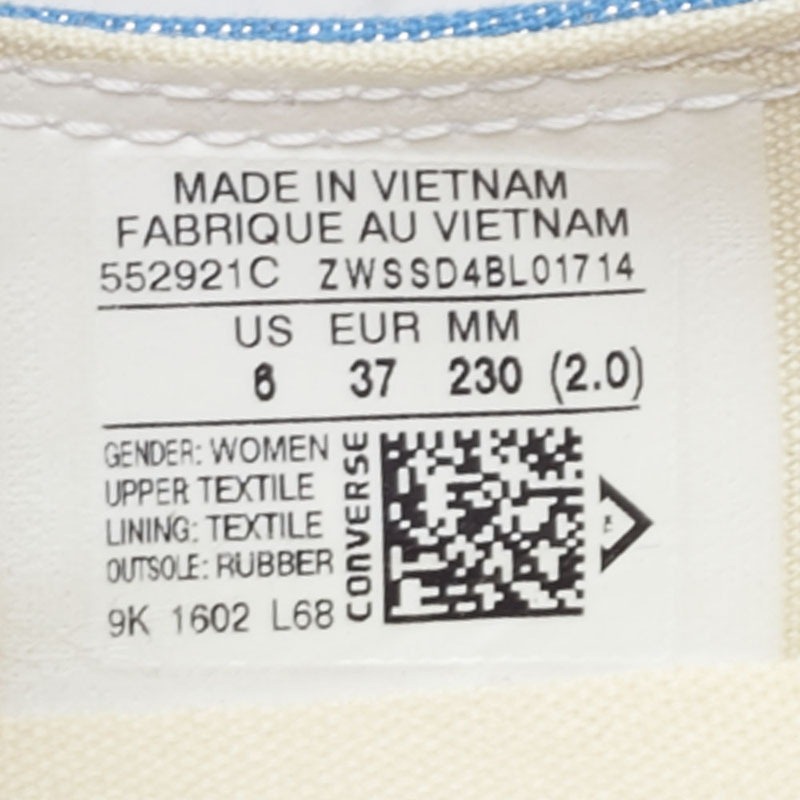 MADE IN VIETNAM
FABRIQUE AU VIETNAM
552921C ZWSSD4BL01714
US EUR MM
6 37 230 (2.0)
GENDER: WOMEN
UPPER TEXTILE
LINING: TEXTILE
OUTSOLE: RUBBER
9K 1602 L68
CONVERSE